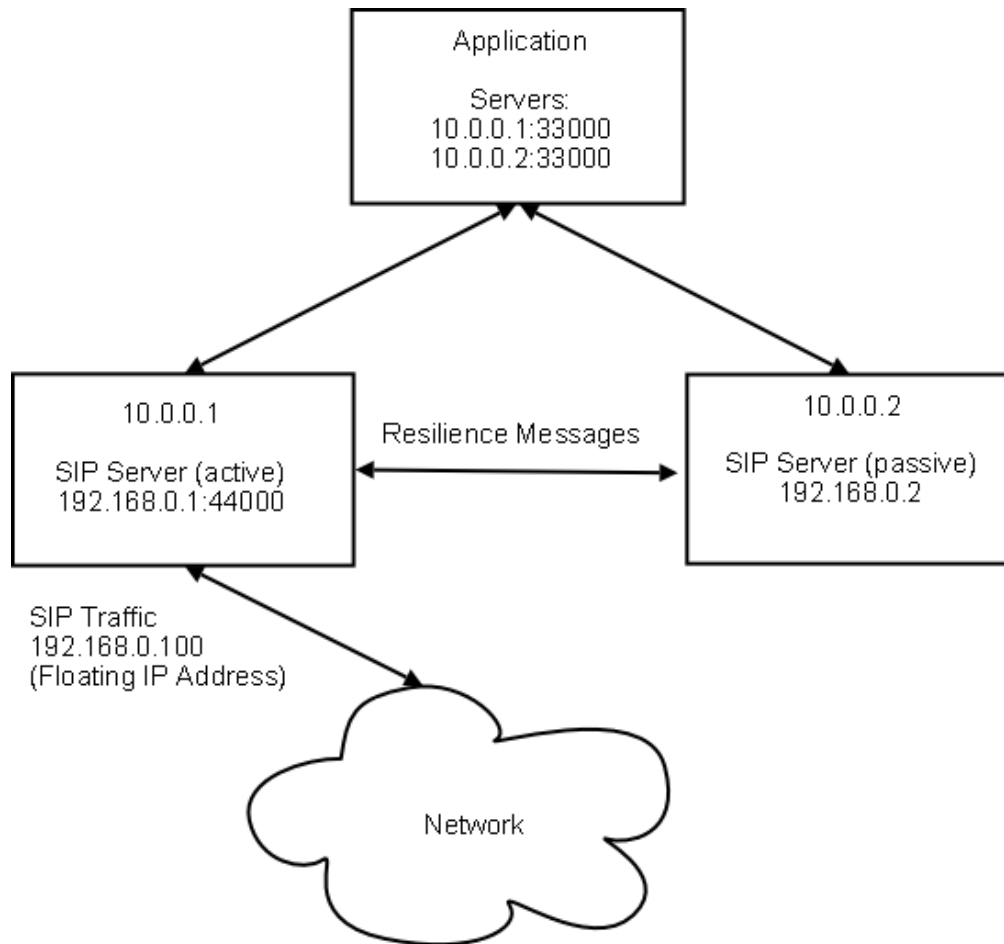 Application
Servers:
10.0.0.1:33000
10.0.0.2:33000
10.0.0.1
SIP Server (active)
192.168.0.1:44000
Resilience Messages
10.0.0.2
SIP Server (passive)
192.168.0.2
SIP Traffic
192.168.0.100
(Floating IP Address)
Network